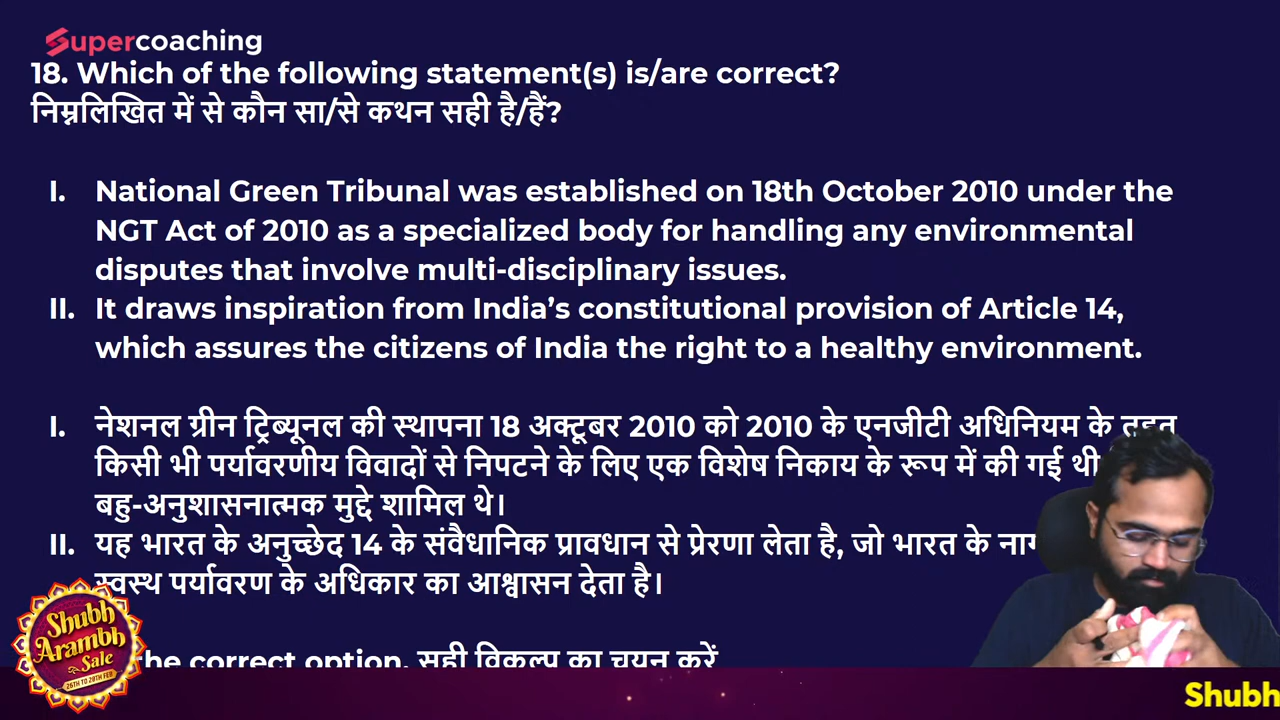 Supercoaching
18. Which of the following statement(s) is/are correct?
निम्नलिखित में से कौन सा/से कथन सही है/हैं?
I. National Green Tribunal was established on 18th October 2010 under the
NGT Act of 2010 as a specialized body for handling any environmental
disputes that involve multi-disciplinary issues.
II. It draws inspiration from India's constitutional provision of Article 14,
which assures the citizens of India the right to a healthy environment.
I. नेशनल ग्रीन ट्रिब्यूनल की स्थापना 18 अक्टूबर 2010 को 2010 के एनजीटी अधिनियम के तहत
किसी भी पर्यावरणीय विवादों से निपटने के लिए एक विशेष निकाय के रूप में की गई थी
बहु-अनुशासनात्मक मुद्दे शामिल थे।
II. यह भारत के अनुच्छेद 14 के संवैधानिक प्रावधान से प्रेरणा लेता है, जो भारत के
स्वस्थ पर्यावरण के अधिकार का आश्वासन देता है।
the correct option. सही विकल्प का चयन करें
Shubh
Arambh
Sale
26TH TO 28TH FEB
Shubh